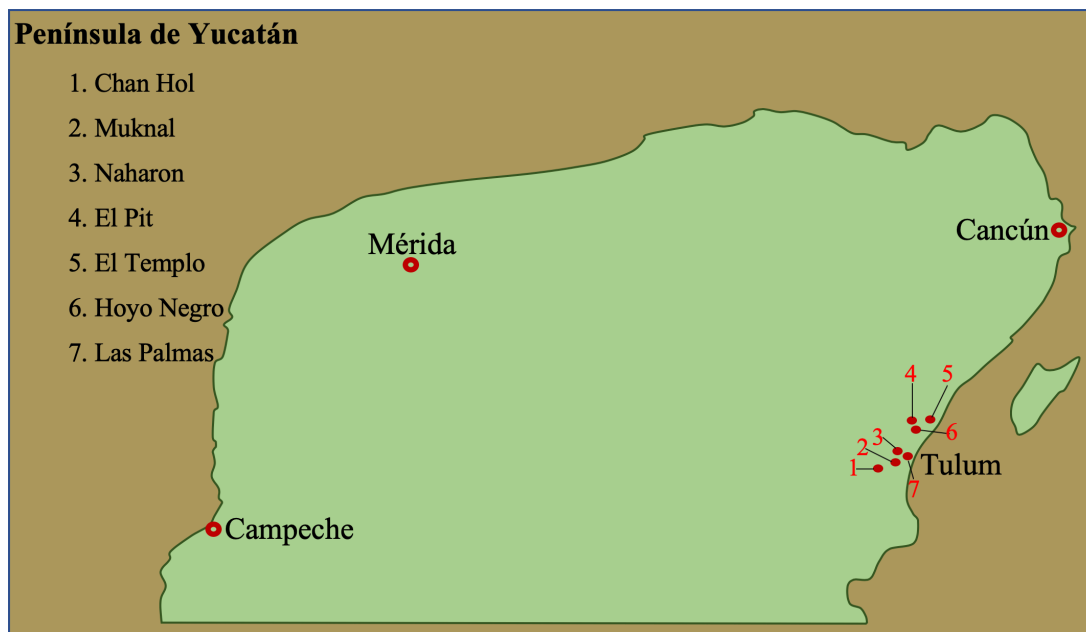 Península de Yucatán
1. Chan Hol
2. Muknal
3. Naharon
4. El Pit
5. El Templo
6. Hoyo Negro
7. Las Palmas
Mérida
Cancún
4
5
3
6
2
1
7
Tulum
Campeche